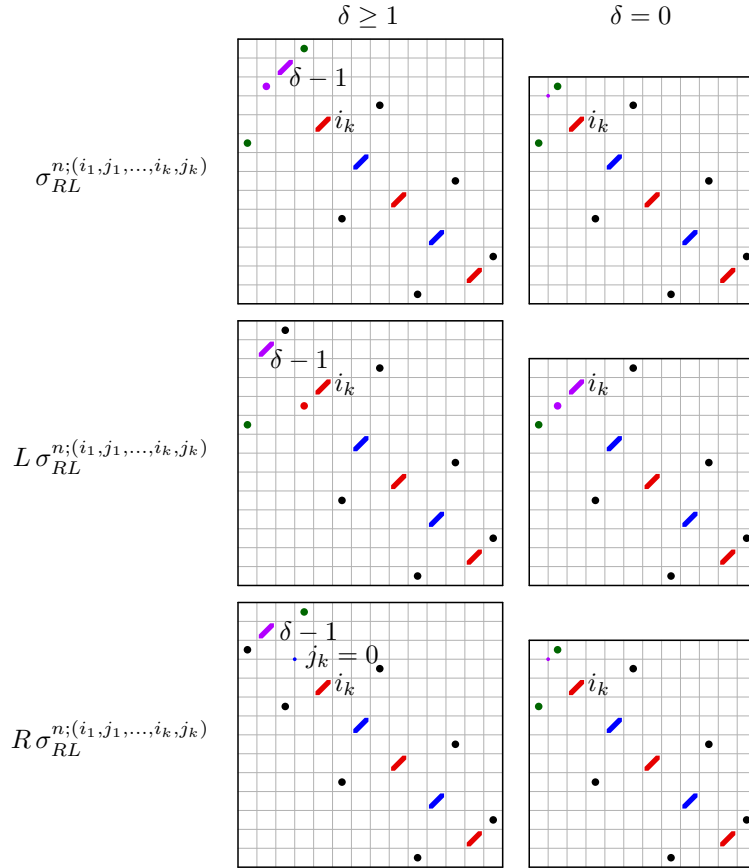 δ ≥ 1 δ = 0
δ − 1
i_k i_k
σ_{RL}^{n;(i_1,j_1,...,i_k,j_k)}
δ − 1
i_k i_k
L σ_{RL}^{n;(i_1,j_1,...,i_k,j_k)}
δ − 1
j_k = 0
i_k i_k
R σ_{RL}^{n;(i_1,j_1,...,i_k,j_k)}